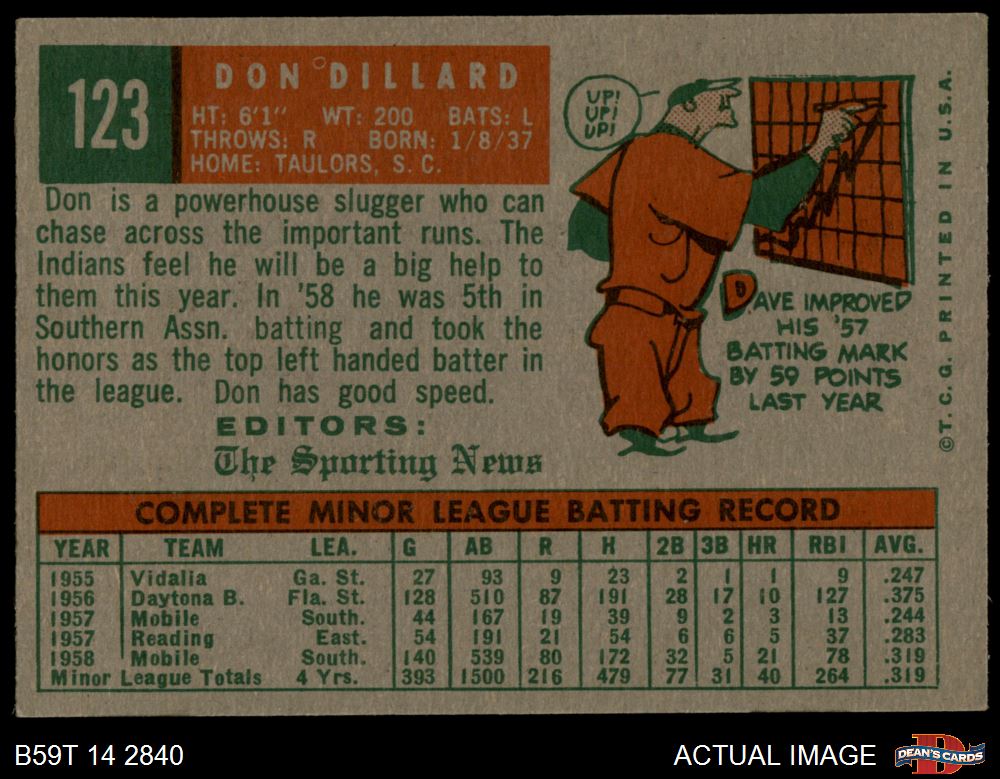 123
DON DILLARD
HT: 6'1" WT: 200 BATS: L
THROWS: R BORN: 1/8/37
HOME: TAULORS, S. C.
Don is a powerhouse slugger who can
chase across the important runs. The
Indians feel he will be a big help to
them this year. In '58 he was 5th in
Southern Assn. batting and took the
honors as the top left handed batter in
the league. Don has good speed.
EDITORS:
The Sporting News
UP!
UP!
UP!
DAVE IMPROVED
HIS '57
BATTING MARK
BY 59 POINTS
LAST YEAR
©T. C. G. PRINTED IN U.S.A.
COMPLETE MINOR LEAGUE BATTING RECORD
YEAR TEAM LEA. G AB R H 2B 3B HR RBI AVG.
1955 Vidalia Ga. St. 27 93 9 23 2 1 1 9 .247
1956 Daytona B. Fla. St. 128 510 87 191 28 17 10 127 .375
1957 Mobile South. 44 167 19 39 9 2 3 13 .244
1957 Reading East. 54 191 21 54 6 6 5 37 .283
1958 Mobile South. 140 539 80 172 32 5 21 78 .319
Minor League Totals 4 Yrs. 393 1500 216 479 77 31 40 264 .319
B59T 14 2840
ACTUAL IMAGE
D
DEAN'S CARDS